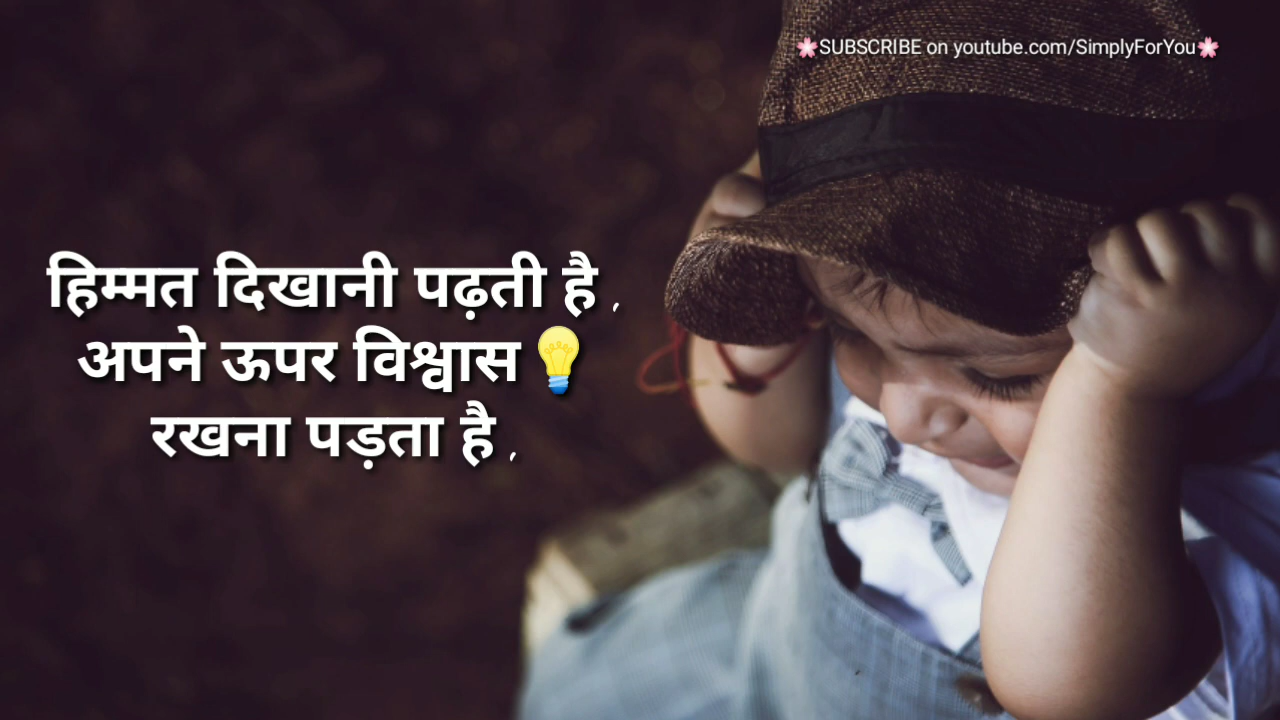 🌸SUBSCRIBE on youtube.com/SimplyForYou🌸
हिम्मत दिखानी पढ़ती है ,
अपने ऊपर विश्वास💡
रखना पड़ता है ,